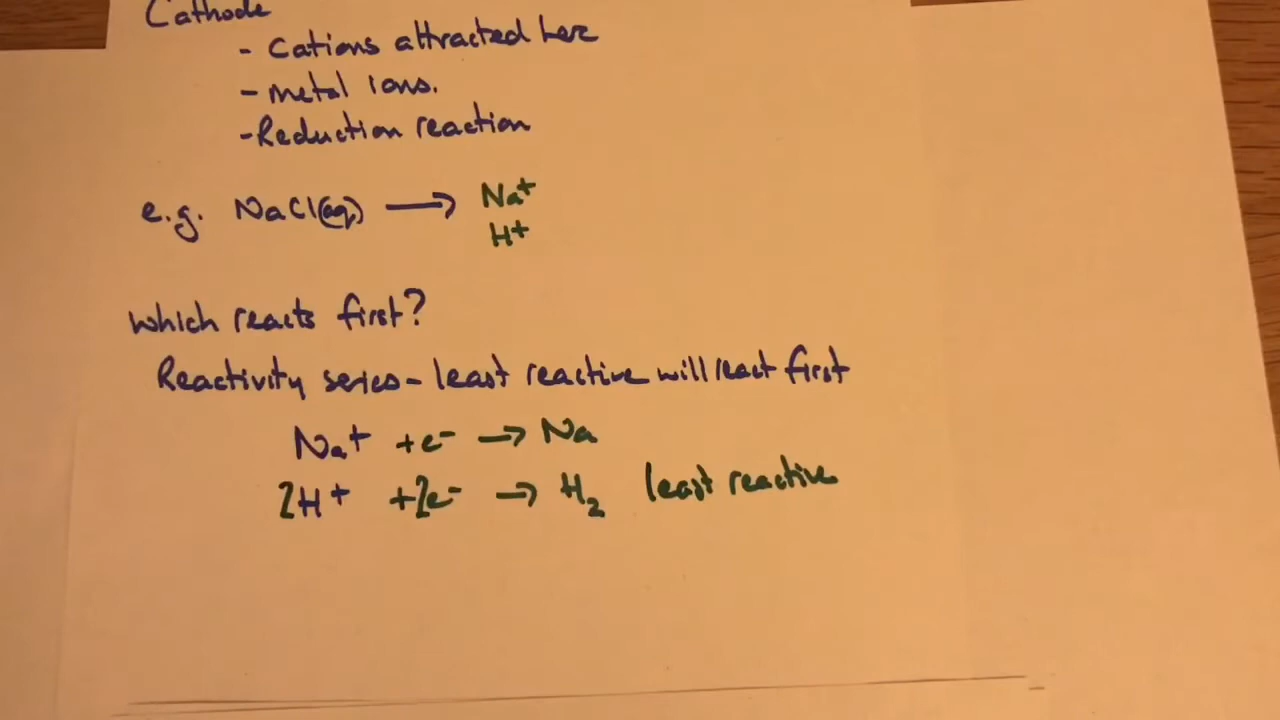 Cathode
- Cations attracted here
- metal ions.
- Reduction reaction
e.g. NaCl(aq) → Na+
H+
which reacts first?
Reactivity series - least reactive will react first
Na+ + e- → Na
2H+ + 2e- → H2 least reactive